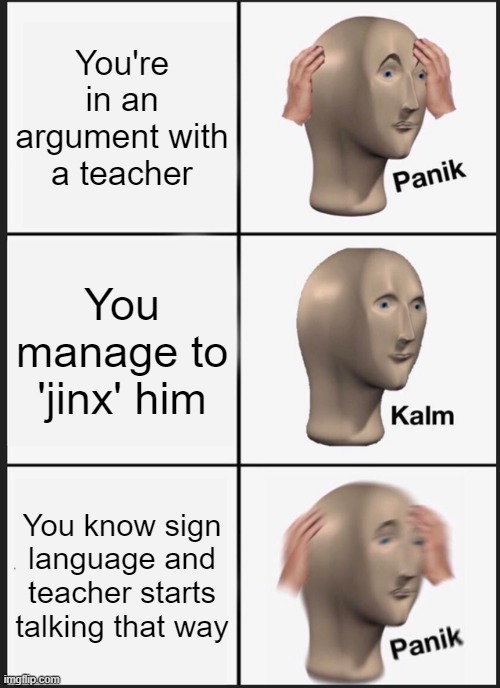 You're
in an
argument with
a teacher
Panik
You
manage to
'jinx' him
Kalm
You know sign
language and
teacher starts
talking that way
Panik
imgflip.com